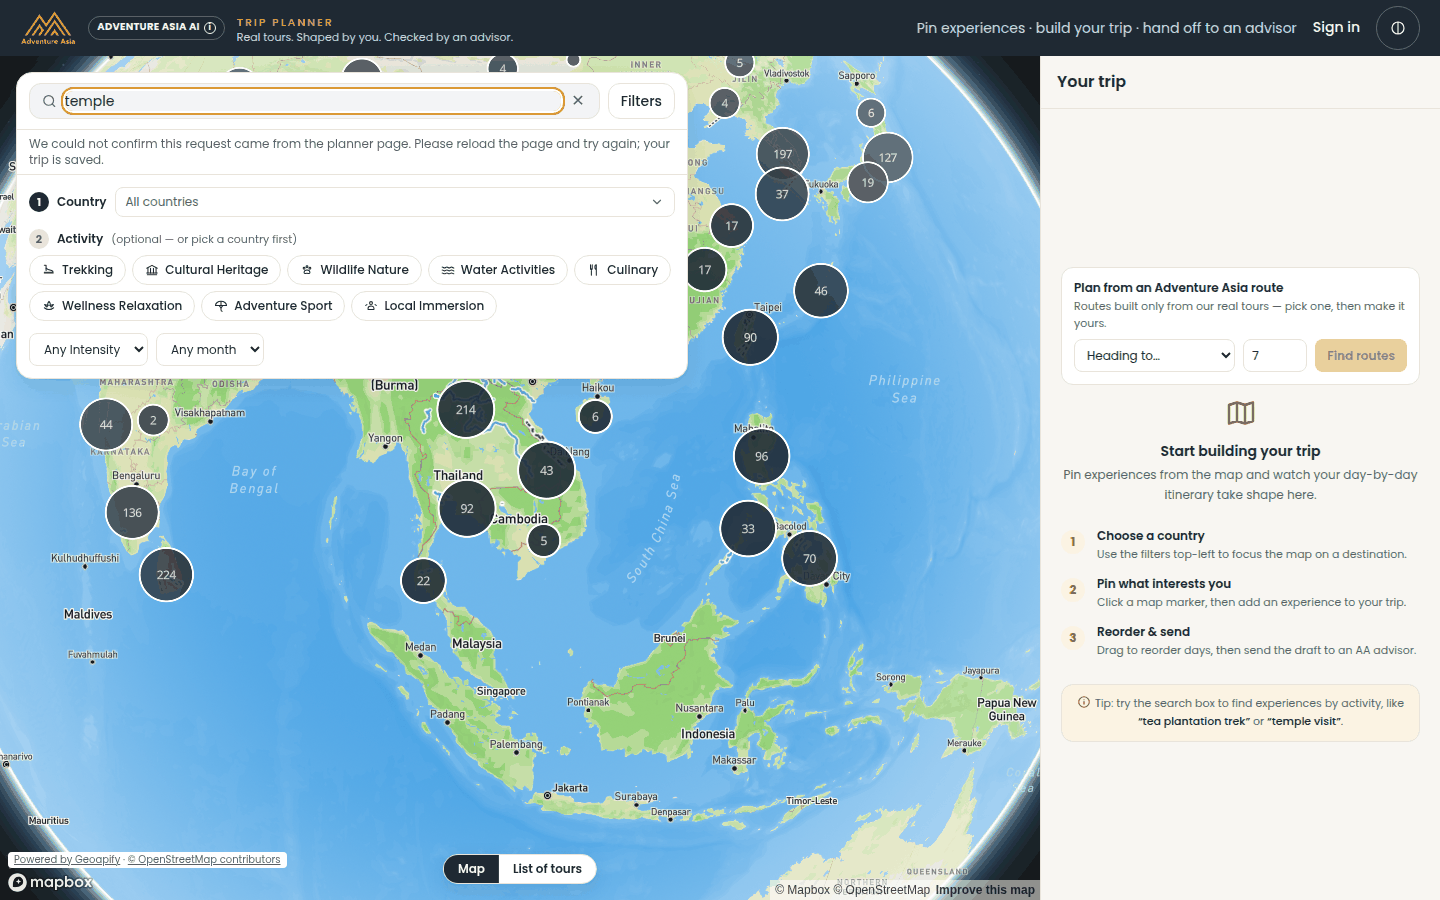 Adventure Asia
ADVENTURE ASIA AI
TRIP PLANNER
Real tours. Shaped by you. Checked by an advisor.
Pin experiences · build your trip · hand off to an advisor
Sign in
temple
Filters
We could not confirm this request came from the planner page. Please reload the page and try again; your
trip is saved.
1 Country
All countries
2 Activity (optional — or pick a country first)
Trekking
Cultural Heritage
Wildlife Nature
Water Activities
Culinary
Wellness Relaxation
Adventure Sport
Local Immersion
Any Intensity
Any month
Your trip
Plan from an Adventure Asia route
Routes built only from our real tours — pick one, then make it
yours.
Heading to...
7
Find routes
Start building your trip
Pin experiences from the map and watch your day-by-day
itinerary take shape here.
1 Choose a country
Use the filters top-left to focus the map on a destination.
2 Pin what interests you
Click a map marker, then add an experience to your trip.
3 Reorder & send
Drag to reorder days, then send the draft to an AA advisor.
Tip: try the search box to find experiences by activity, like
“tea plantation trek” or “temple visit”.
4
INNER
5
JILIN
Vladivostok
Sapporo
4
6
197
127
37
19
17
17
46
Taipei
90
Philippine
Sea
MAHARASHTRA
ODISHA
(Burma)
Haikou
44
2
Visakhapatnam
214
6
KARNATAKA
Yangon
Bay of
Bengal
Bengaluru
43
Thailand
96
136
92
Cambodia
33
Bacolod
5
70
City
Kulhudhuffushi
224
22
South China Sea
Maldives
Medan
Malaysia
Brunei
Fuvahmulah
Singapore
Pontianak
Sorong
Jayapura
Padang
Nusantara
Palu
Papua New
Guinea
Palembang
Indonesia
Makassar
Merauke
Jakarta
Surabaya
Denpasar
Timor-Leste
Mauritius
QUEENSLAND
NORTHERN
Powered by Geoapify · © OpenStreetMap contributors
mapbox
Map
List of tours
© Mapbox © OpenStreetMap Improve this map